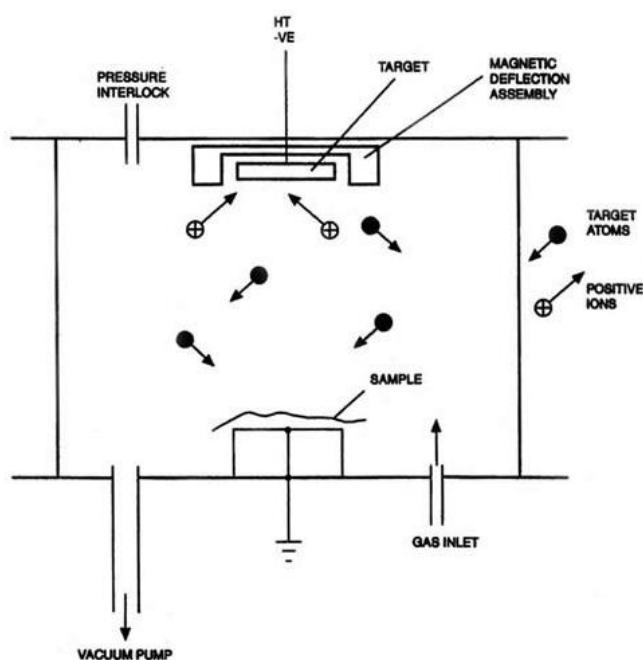 HT
-VE
TARGET
MAGNETIC
DEFLECTION
ASSEMBLY
PRESSURE
INTERLOCK
TARGET
ATOMS
POSITIVE
IONS
SAMPLE
GAS INLET
VACUUM PUMP